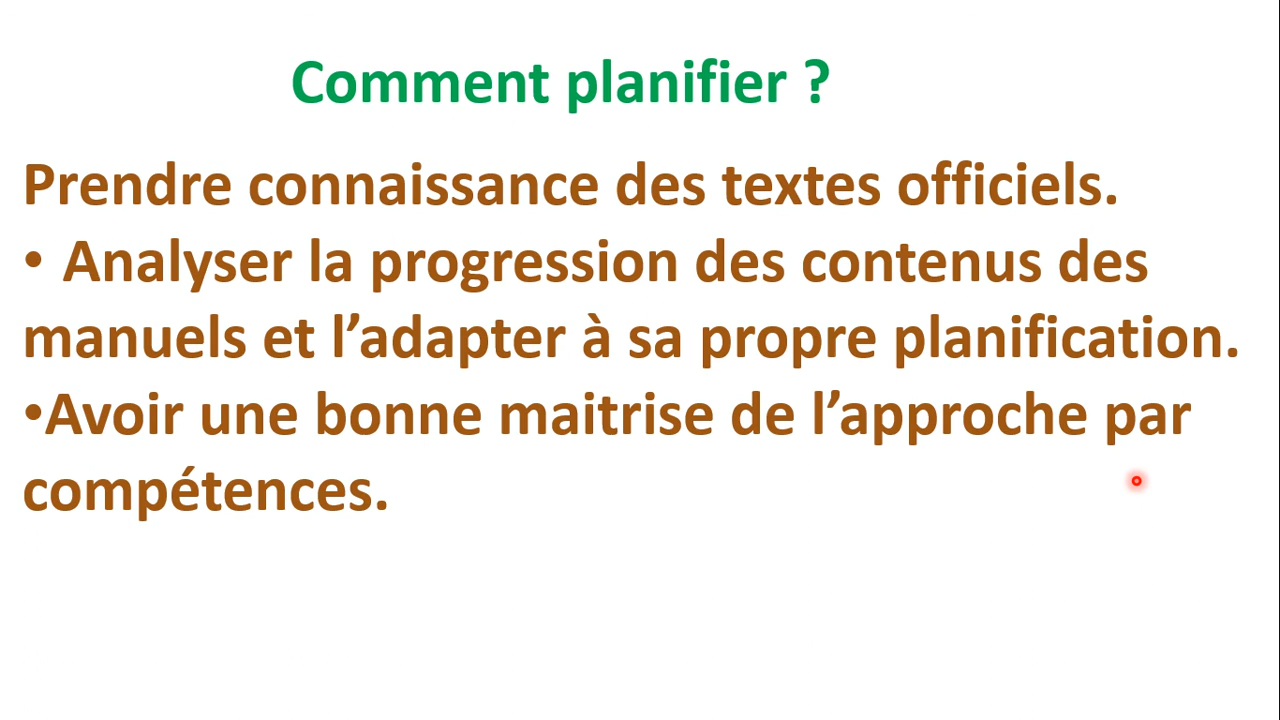 Comment planifier ?
Prendre connaissance des textes officiels.
• Analyser la progression des contenus des
manuels et l’adapter à sa propre planification.
•Avoir une bonne maitrise de l’approche par
compétences.